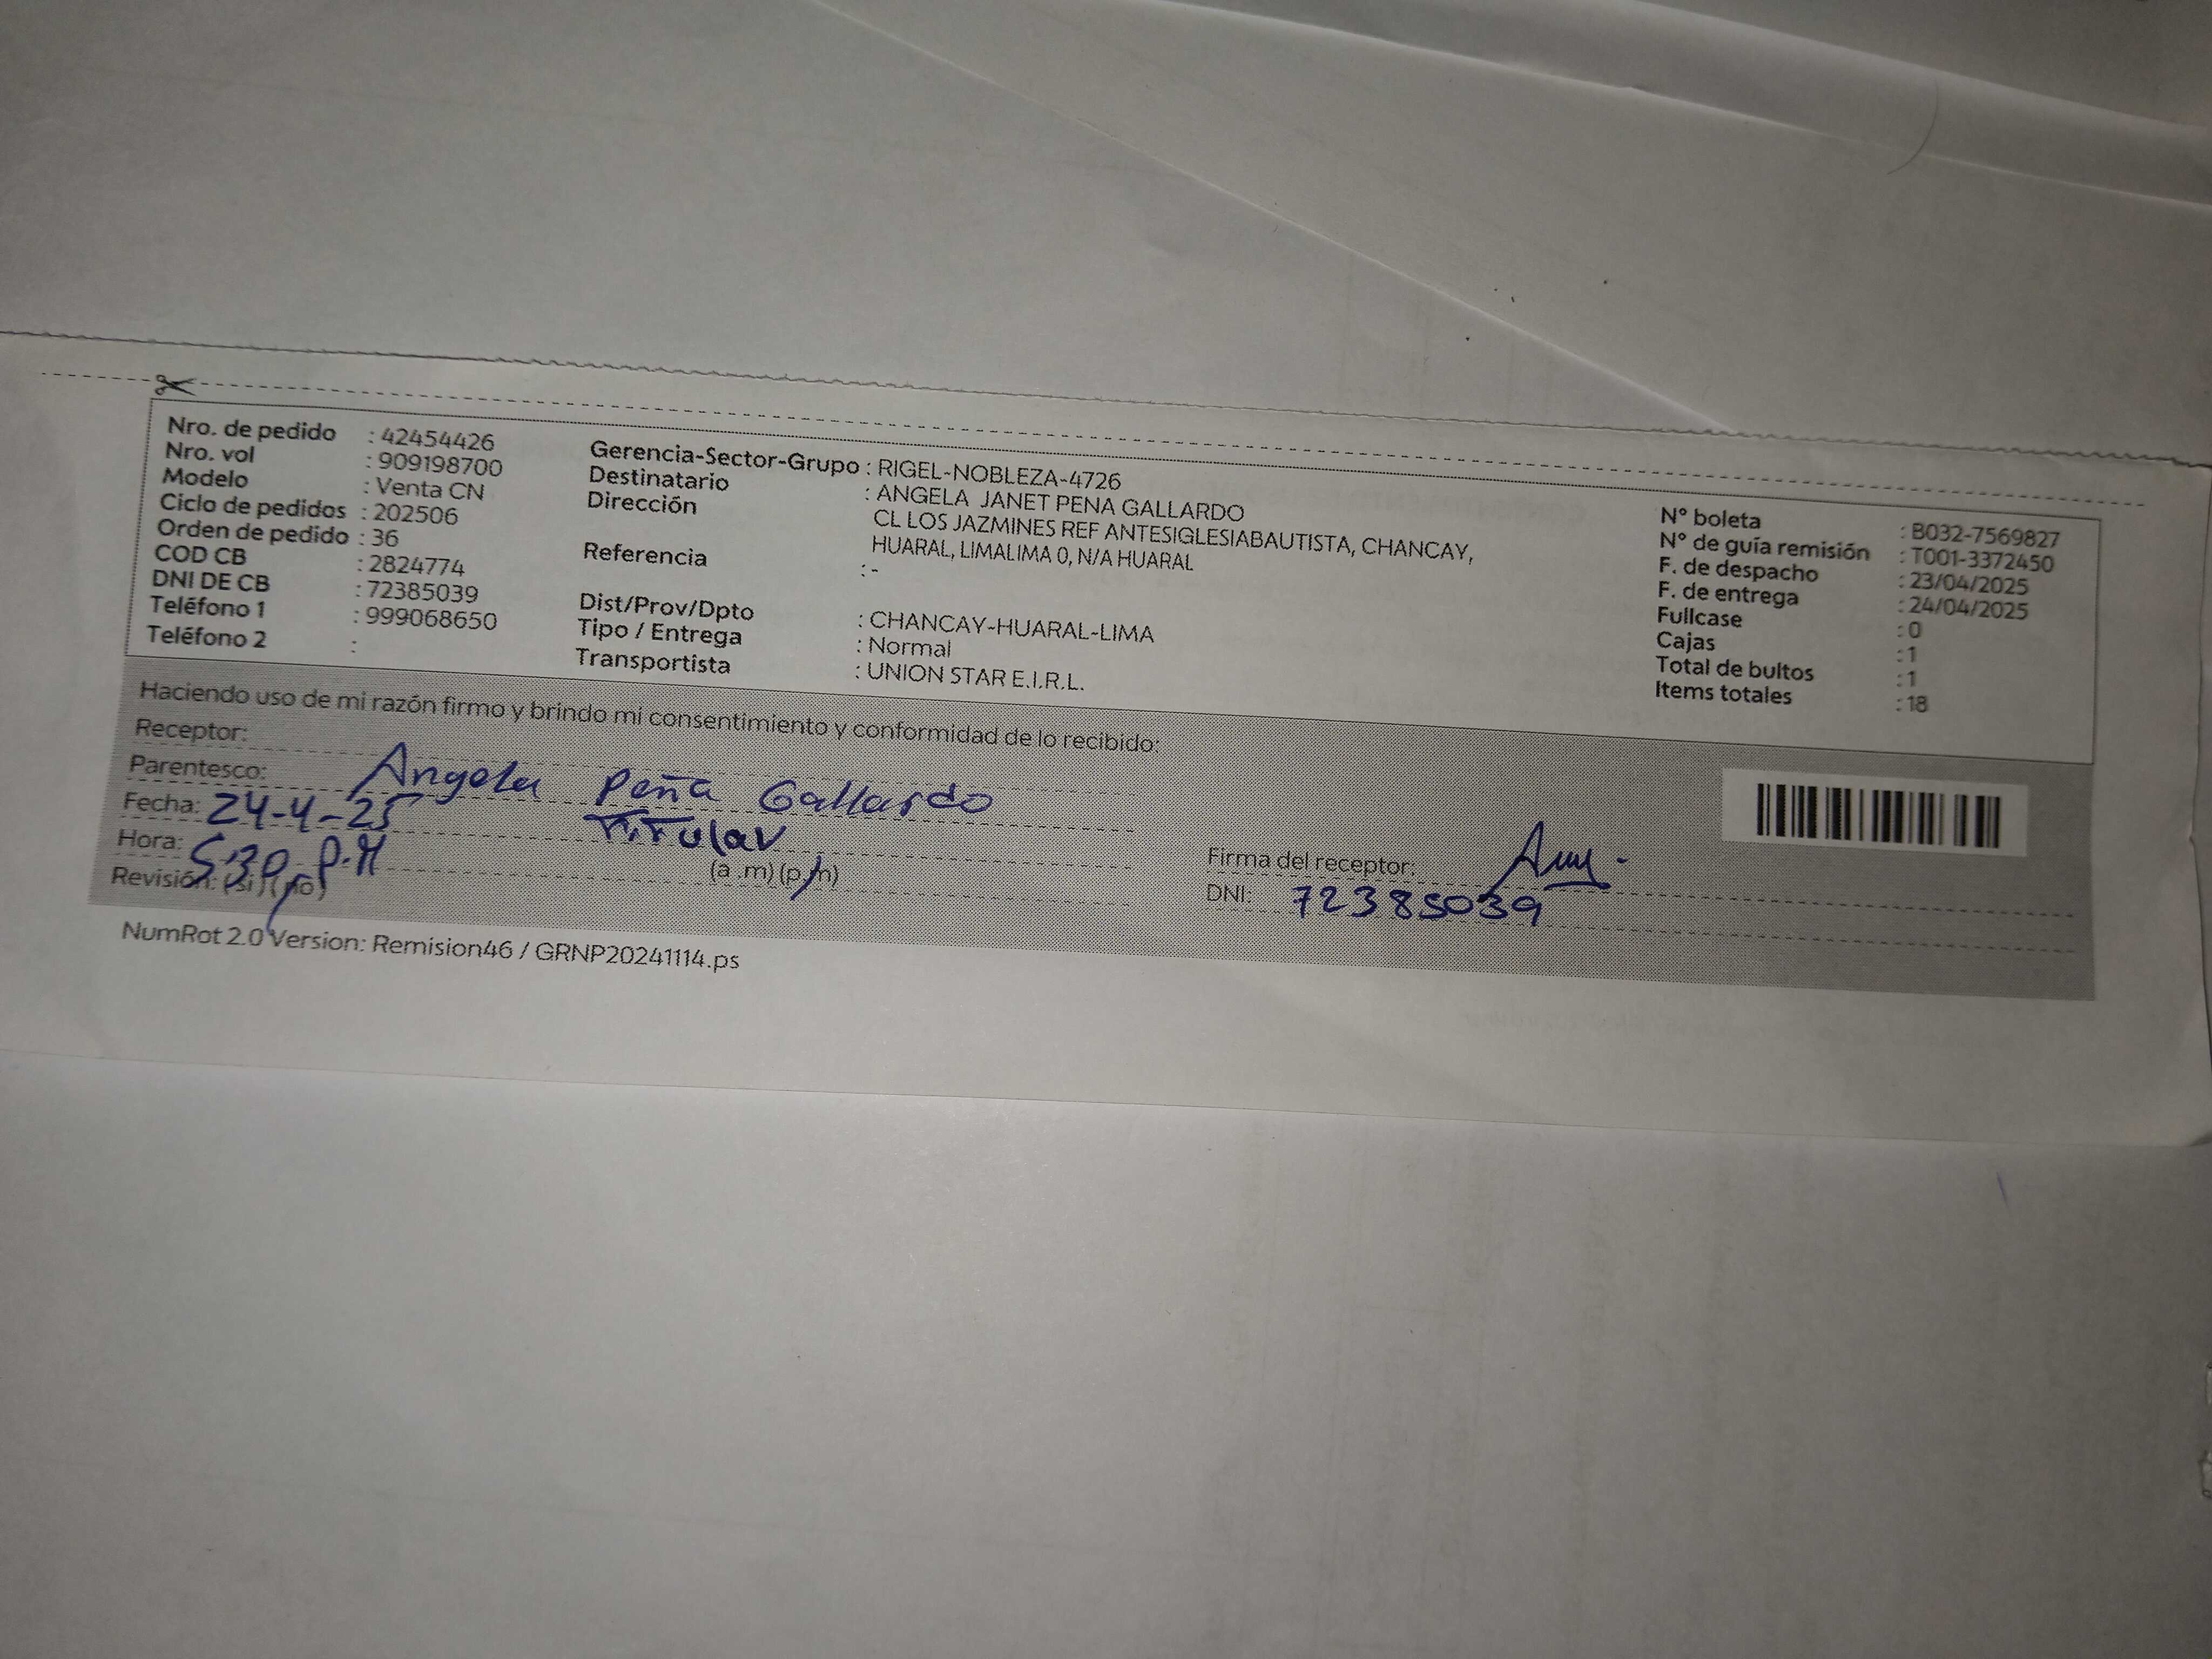 Nro. de pedido : 42454426
Nro. vol : 909198700
Modelo : Venta CN
Ciclo de pedidos : 202506
Orden de pedido : 36
COD CB : 2824774
DNI DE CB : 72385039
Teléfono 1 : 999068650
Teléfono 2 :
Gerencia-Sector-Grupo : RIGEL-NOBLEZA-4726
Destinatario : ANGELA JANET PENA GALLARDO
Dirección CL LOS JAZMINES REF ANTESIGLESIABAUTISTA, CHANCAY,
HUARAL, LIMALIMA 0, N/A HUARAL
Referencia : -
Dist/Prov/Dpto : CHANCAY-HUARAL-LIMA
Tipo / Entrega : Normal
Transportista : UNION STAR E.I.R.L.
N° boleta : B032-7569827
N° de guía remisión : T001-3372450
F. de despacho : 23/04/2025
F. de entrega : 24/04/2025
Fullcase : 0
Cajas : 1
Total de bultos : 1
Items totales : 18
Haciendo uso de mi razón firmo y brindo mi consentimiento y conformidad de lo recibido:
Receptor: Angela Peña Gallardo
Parentesco: Titular
Fecha: 24-4-25
Hora: 5:30 P.M (a.m) (p.m)
Revisión: (si) (no)
Firma del receptor:
DNI: 72385039
NumRot 2.0 Version: Remision46 / GRNP20241114.ps